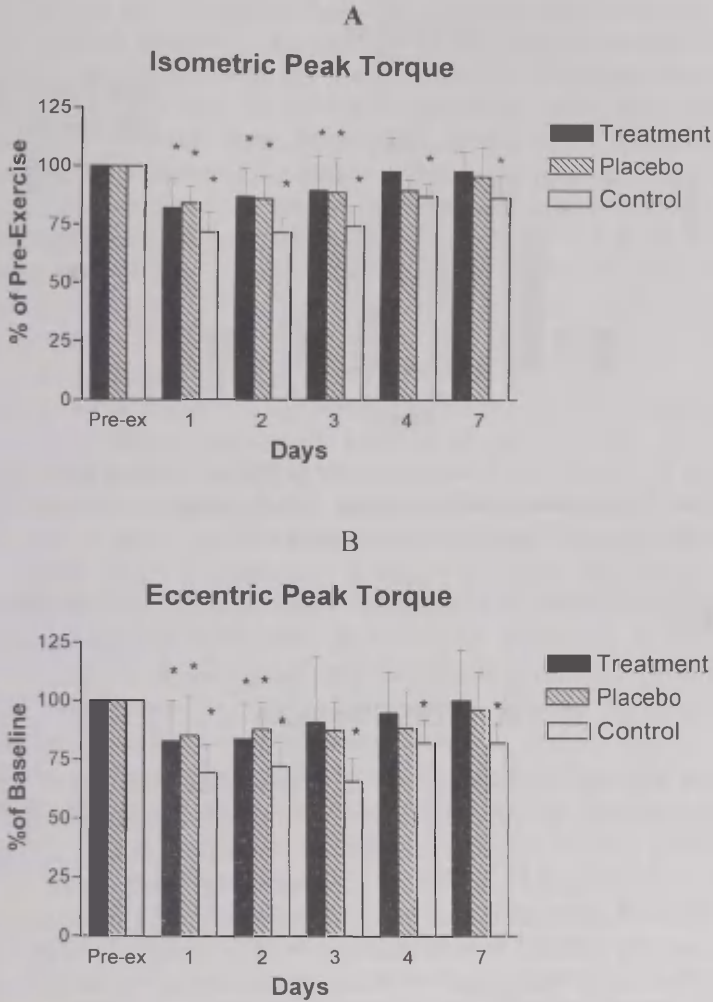 A
Isometric Peak Torque
125
100
75
50
25
0
% of Pre-Exercise
* * * * * * * * * * *
Pre-ex 1 2 3 4 7
Days
Treatment
Placebo
Control
B
Eccentric Peak Torque
125
100
75
50
25
0
%of Baseline
* * * * * * * * *
Pre-ex 1 2 3 4 7
Days
Treatment
Placebo
Control